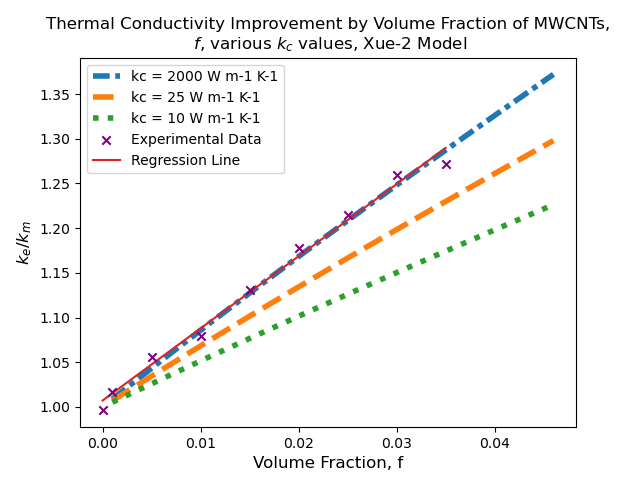 Thermal Conductivity Improvement by Volume Fraction of MWCNTs,
f, various k_c values, Xue-2 Model
kc = 2000 W m-1 K-1
kc = 25 W m-1 K-1
kc = 10 W m-1 K-1
Experimental Data
Regression Line
k_e/k_m
1.35
1.30
1.25
1.20
1.15
1.10
1.05
1.00
0.00 0.01 0.02 0.03 0.04
Volume Fraction, f